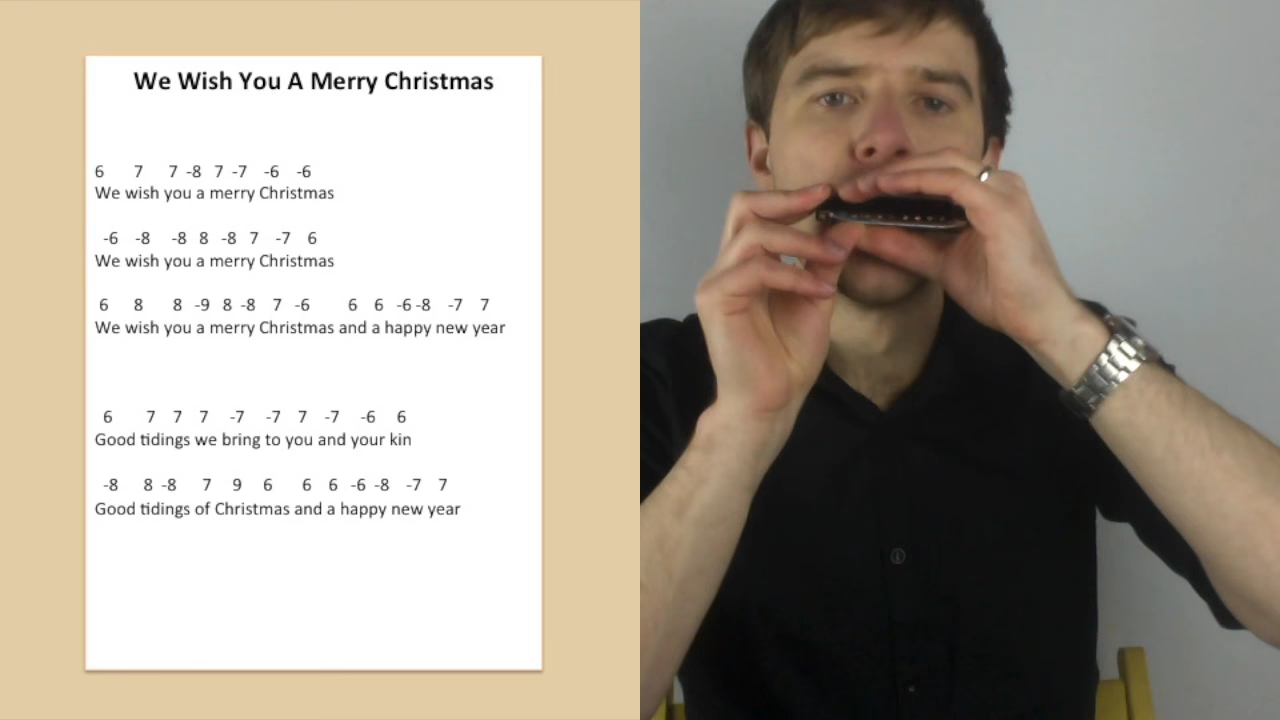 We Wish You A Merry Christmas
6 7 7 -8 7 -7 -6 -6
We wish you a merry Christmas
-6 -8 -8 8 -8 7 -7 6
We wish you a merry Christmas
6 8 8 -9 8 -8 7 -6 6 6 -6 -8 -7 7
We wish you a merry Christmas and a happy new year
6 7 7 7 -7 -7 7 -7 -6 6
Good tidings we bring to you and your kin
-8 8 -8 7 9 6 6 6 -6 -8 -7 7
Good tidings of Christmas and a happy new year